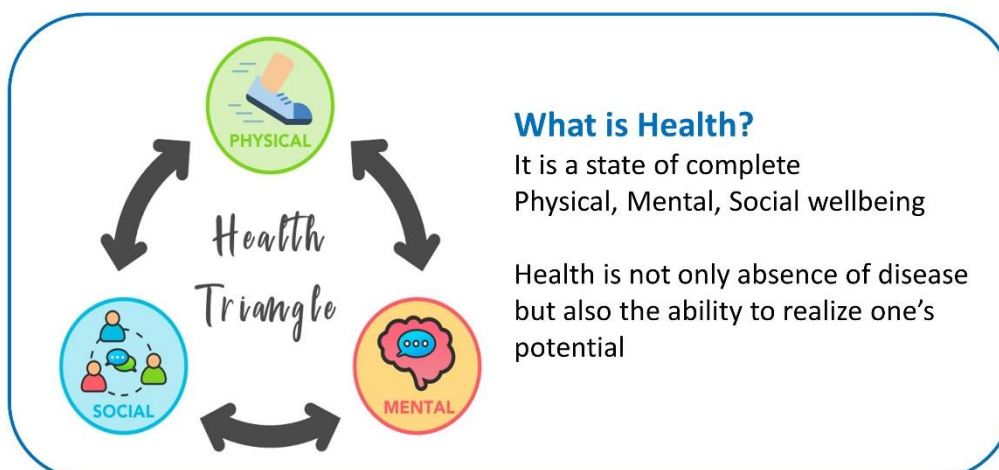 PHYSICAL
Health
Triangle
SOCIAL
MENTAL
What is Health?
It is a state of complete
Physical, Mental, Social wellbeing
Health is not only absence of disease
but also the ability to realize one’s
potential